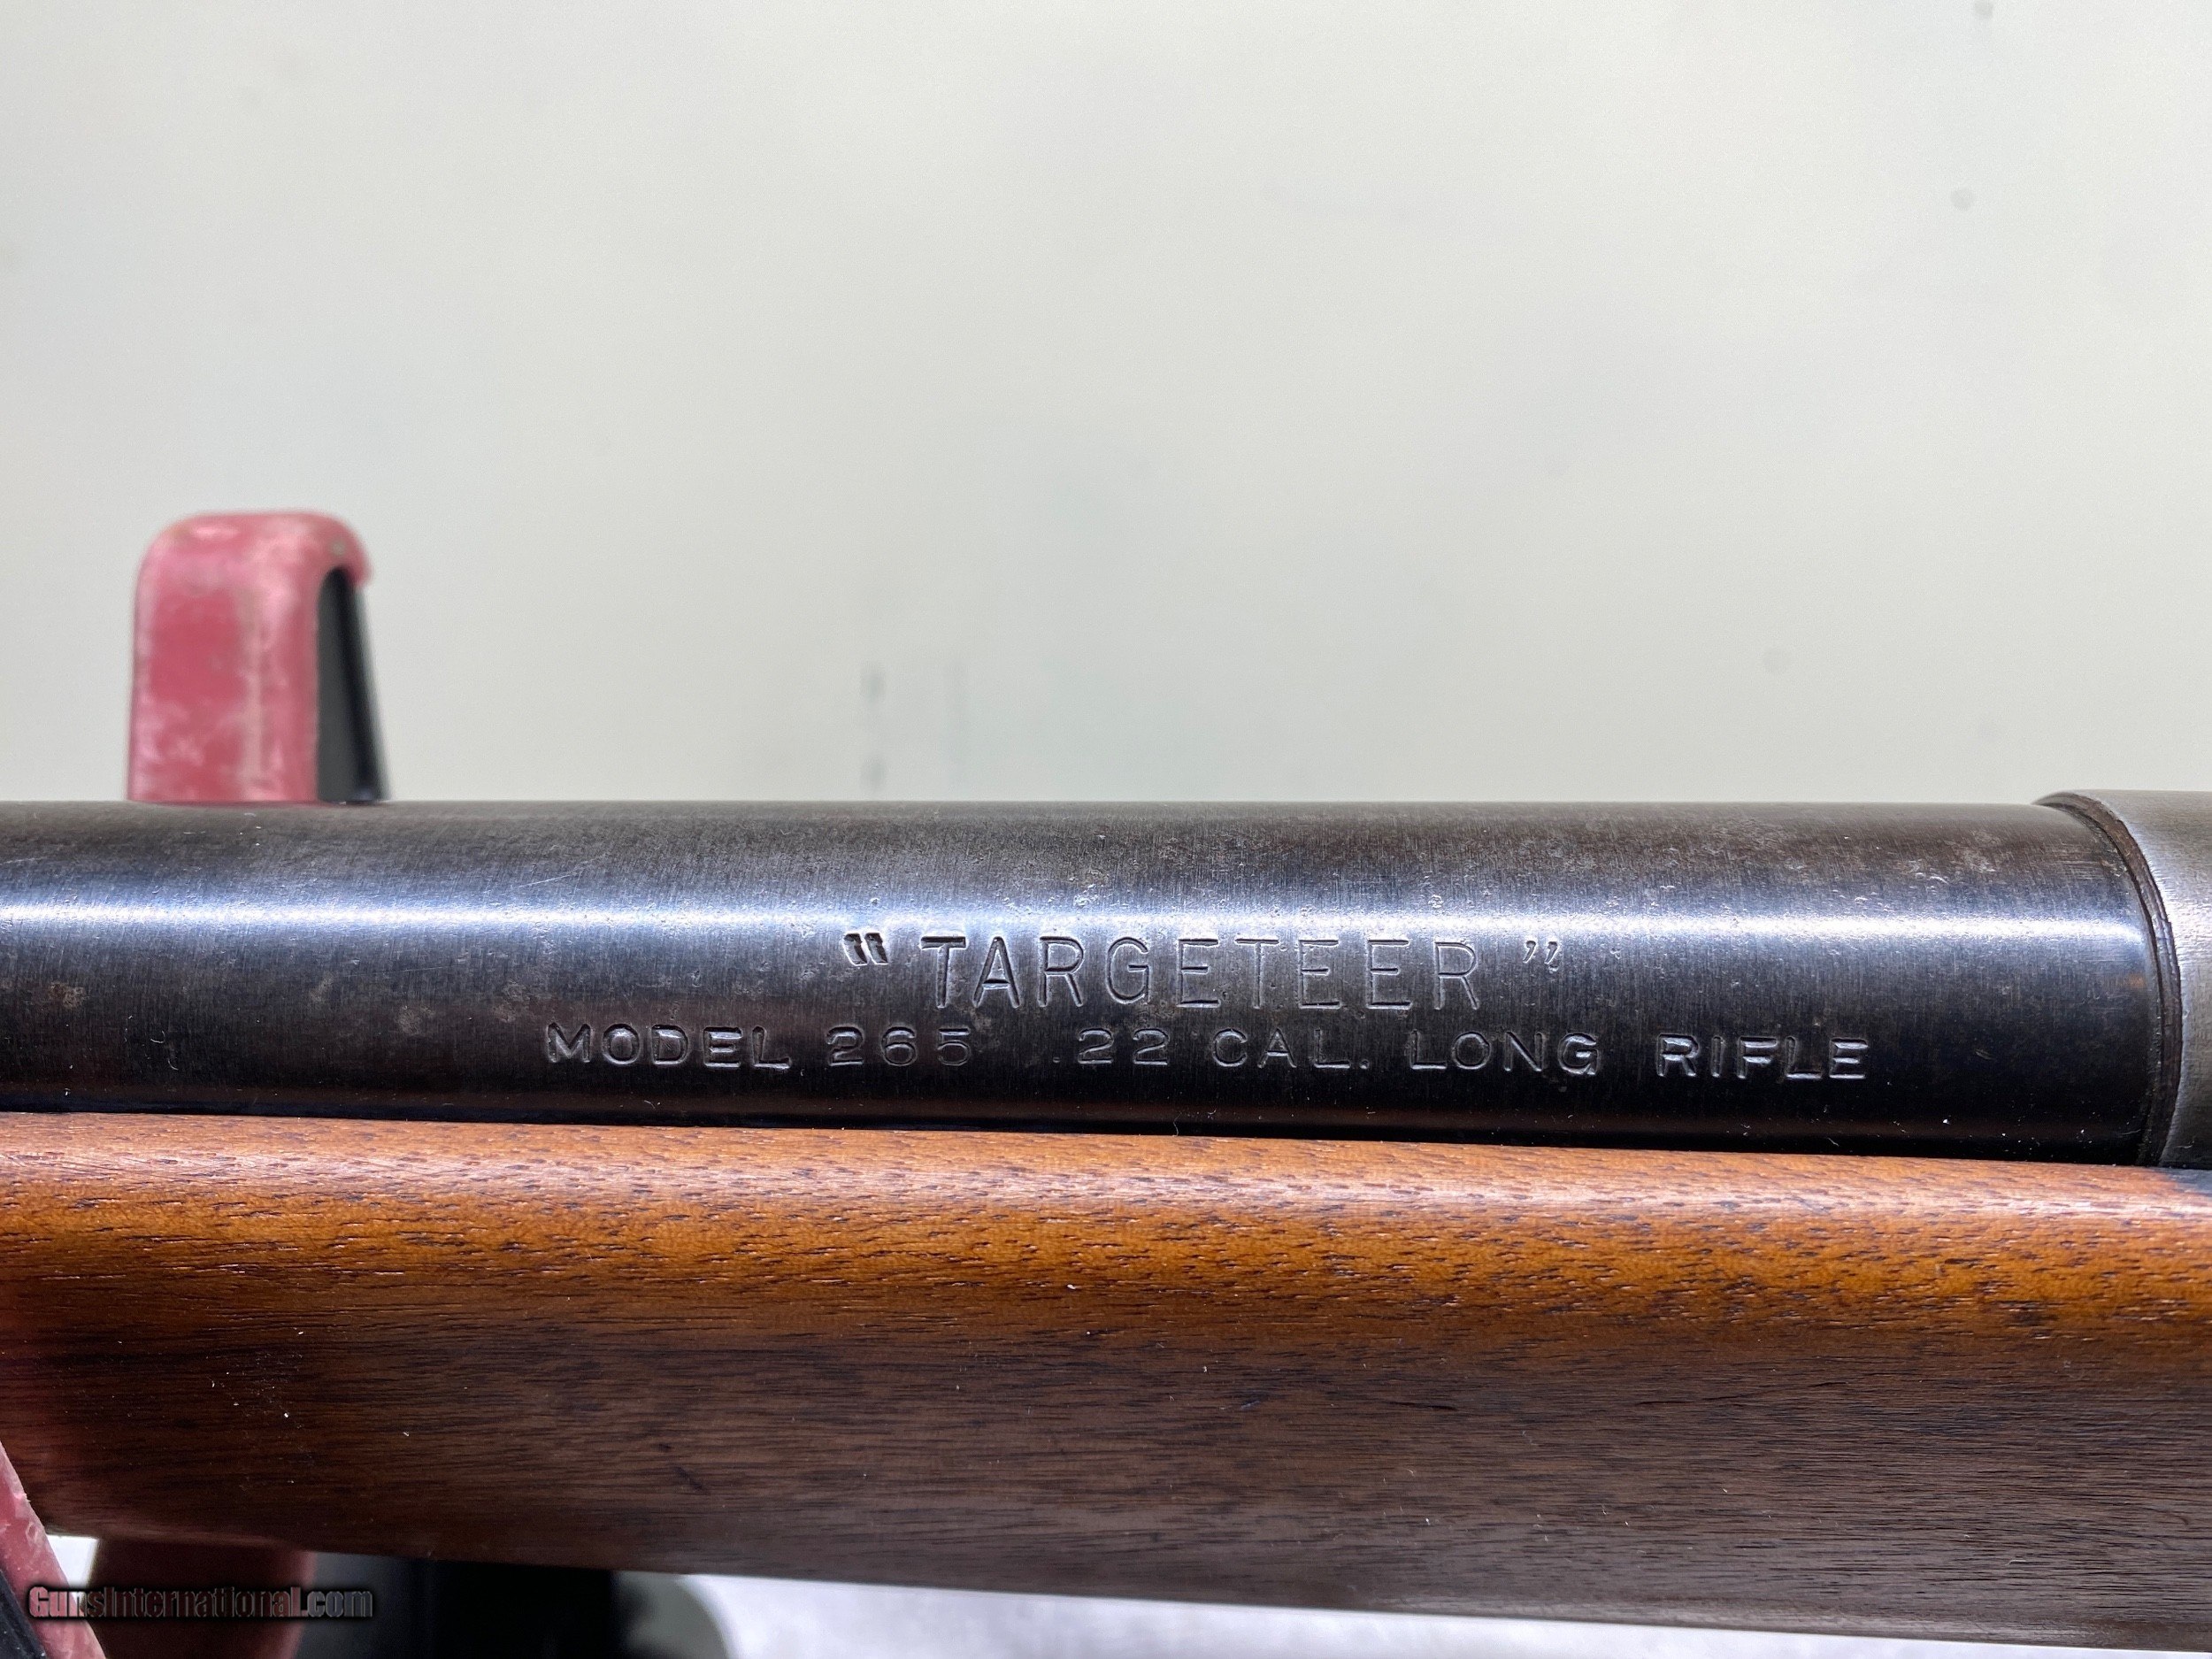 "TARGETEER"
MODEL 265 .22 CAL. LONG RIFLE
GunsInternational.com